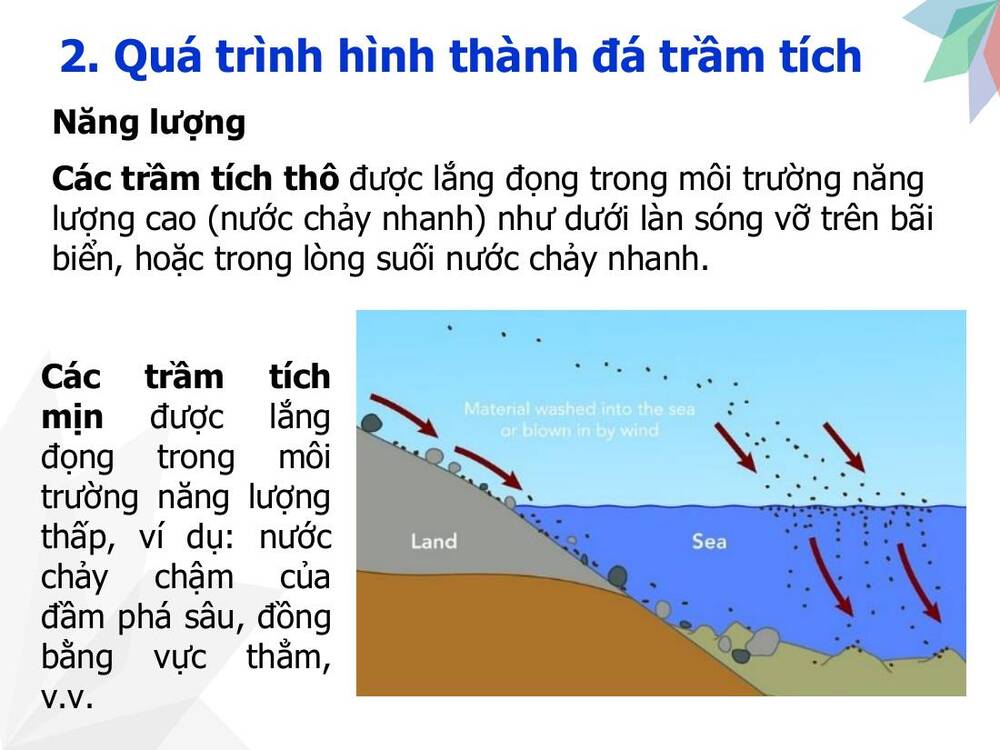 2. Quá trình hình thành đá trầm tích
Năng lượng
Các trầm tích thô được lắng đọng trong môi trường năng
lượng cao (nước chảy nhanh) như dưới làn sóng vỡ trên bãi
biển, hoặc trong lòng suối nước chảy nhanh.
Các trầm tích
mịn được lắng
đọng trong môi
trường năng lượng
thấp, ví dụ: nước
chảy chậm của
đầm phá sâu, đồng
bằng vực thẳm,
v.v.
Material washed into the sea
or blown in by wind
Land
Sea